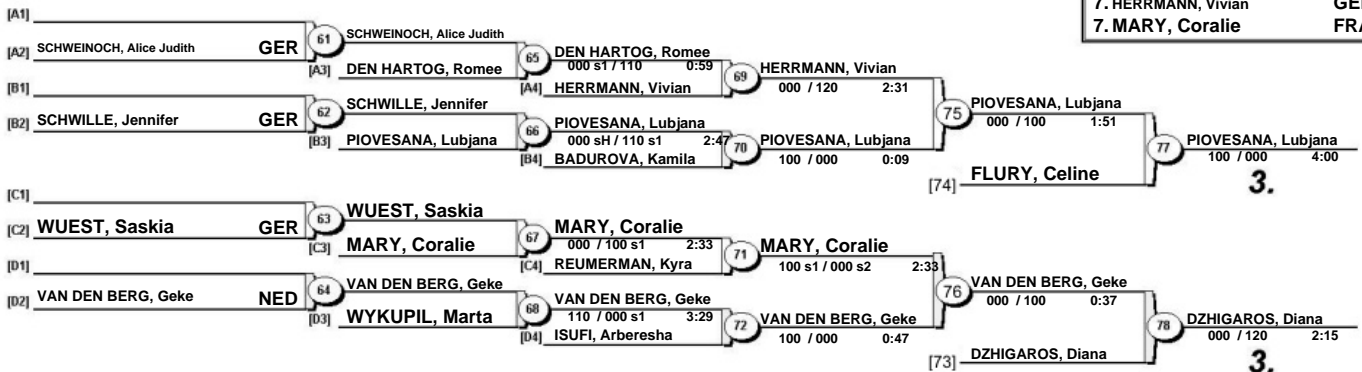 7. HERRMANN, Vivian GE
7. MARY, Coralie FRA
[A1]
[A2] SCHWEINOCH, Alice Judith GER
61
SCHWEINOCH, Alice Judith
[A3] DEN HARTOG, Romee
65
DEN HARTOG, Romee
000 s1 / 110 0:59
[A4] HERRMANN, Vivian
69
HERRMANN, Vivian
000 / 120 2:31
[B1]
[B2] SCHWILLE, Jennifer GER
62
SCHWILLE, Jennifer
[B3] PIOVESANA, Lubjana
66
PIOVESANA, Lubjana
000 sH / 110 s1 2:47
[B4] BADUROVA, Kamila
70
PIOVESANA, Lubjana
100 / 000 0:09
75
PIOVESANA, Lubjana
000 / 100 1:51
[74] FLURY, Celine
77
PIOVESANA, Lubjana
100 / 000 4:00
3.
[C1]
[C2] WUEST, Saskia GER
63
WUEST, Saskia
[C3] MARY, Coralie
67
MARY, Coralie
000 / 100 s1 2:33
[C4] REUMERMAN, Kyra
71
MARY, Coralie
100 s1 / 000 s2 2:33
[D1]
[D2] VAN DEN BERG, Geke NED
64
VAN DEN BERG, Geke
[D3] WYKUPIL, Marta
68
VAN DEN BERG, Geke
110 / 000 s1 3:29
[D4] ISUFI, Arberesha
72
VAN DEN BERG, Geke
100 / 000 0:47
76
VAN DEN BERG, Geke
000 / 100 0:37
[73] DZHIGAROS, Diana
78
DZHIGAROS, Diana
000 / 120 2:15
3.